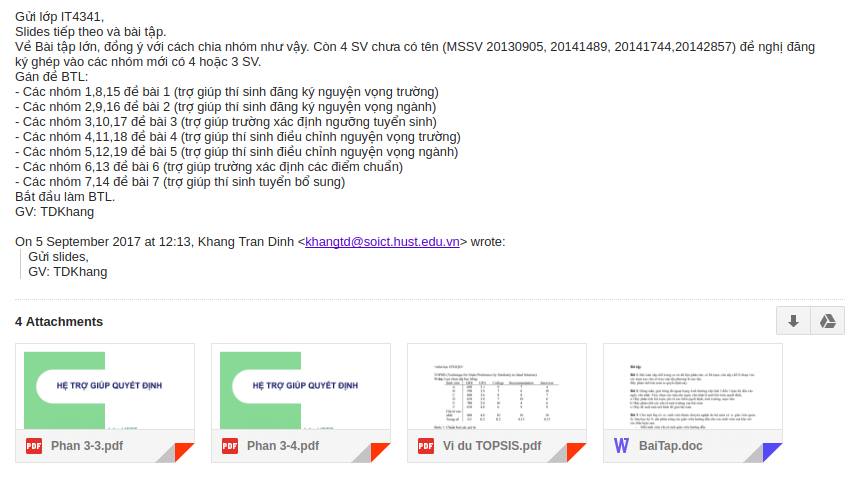 Gửi lớp IT4341,
Slides tiếp theo và bài tập.
Về Bài tập lớn, đồng ý với cách chia nhóm như vậy. Còn 4 SV chưa có tên (MSSV 20130905, 20141489, 20141744,20142857) đề nghị đăng
ký ghép vào các nhóm mới có 4 hoặc 3 SV.
Gán đề BTL:
- Các nhóm 1,8,15 đề bài 1 (trợ giúp thí sinh đăng ký nguyện vọng trường)
- Các nhóm 2,9,16 đề bài 2 (trợ giúp thí sinh đăng ký nguyện vọng ngành)
- Các nhóm 3,10,17 đề bài 3 (trợ giúp trường xác định ngưỡng tuyển sinh)
- Các nhóm 4,11,18 đề bài 4 (trợ giúp thí sinh điều chỉnh nguyện vọng trường)
- Các nhóm 5,12,19 đề bài 5 (trợ giúp thí sinh điều chỉnh nguyện vọng ngành)
- Các nhóm 6,13 đề bài 6 (trợ giúp trường xác định các điểm chuẩn)
- Các nhóm 7,14 đề bài 7 (trợ giúp thí sinh tuyển bổ sung)
Bắt đầu làm BTL.
GV: TDKhang
On 5 September 2017 at 12:13, Khang Tran Dinh <khangtd@soict.hust.edu.vn> wrote:
Gửi slides,
GV: TDKhang
4 Attachments
HỆ TRỢ GIÚP QUYẾT ĐỊNH
PDF Phan 3-3.pdf
HỆ TRỢ GIÚP QUYẾT ĐỊNH
PDF Phan 3-4.pdf
PDF Vi du TOPSIS.pdf
W BaiTap.doc